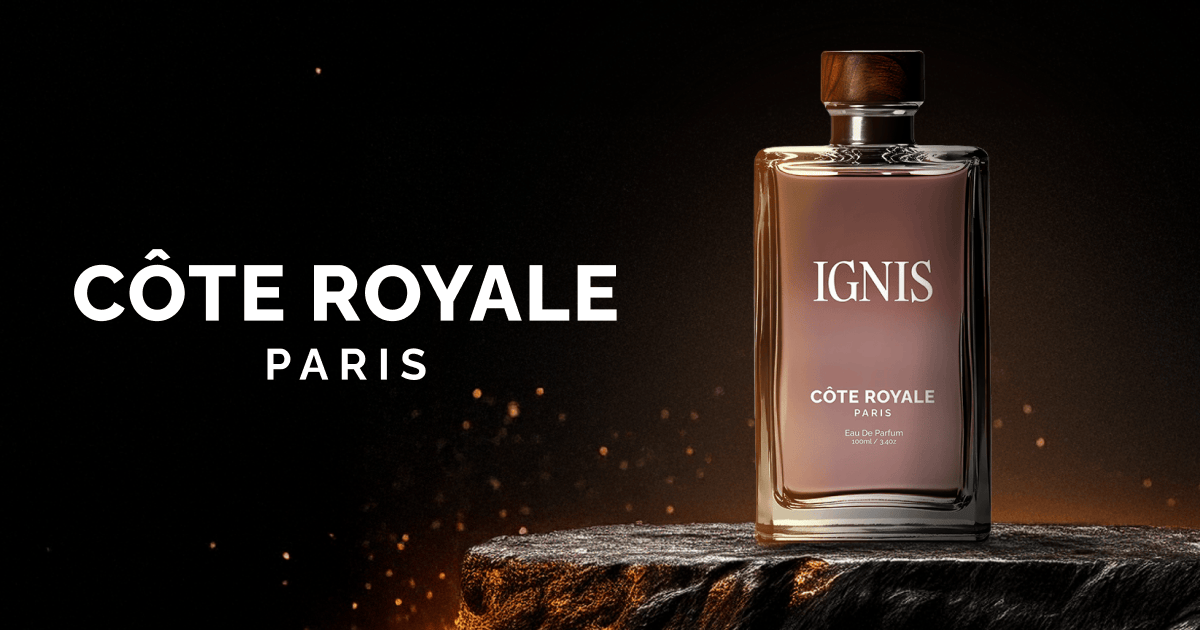 CÔTE ROYALE
PARIS
IGNIS
CÔTE ROYALE
PARIS
Eau De Parfum
100ml / 3.4oz